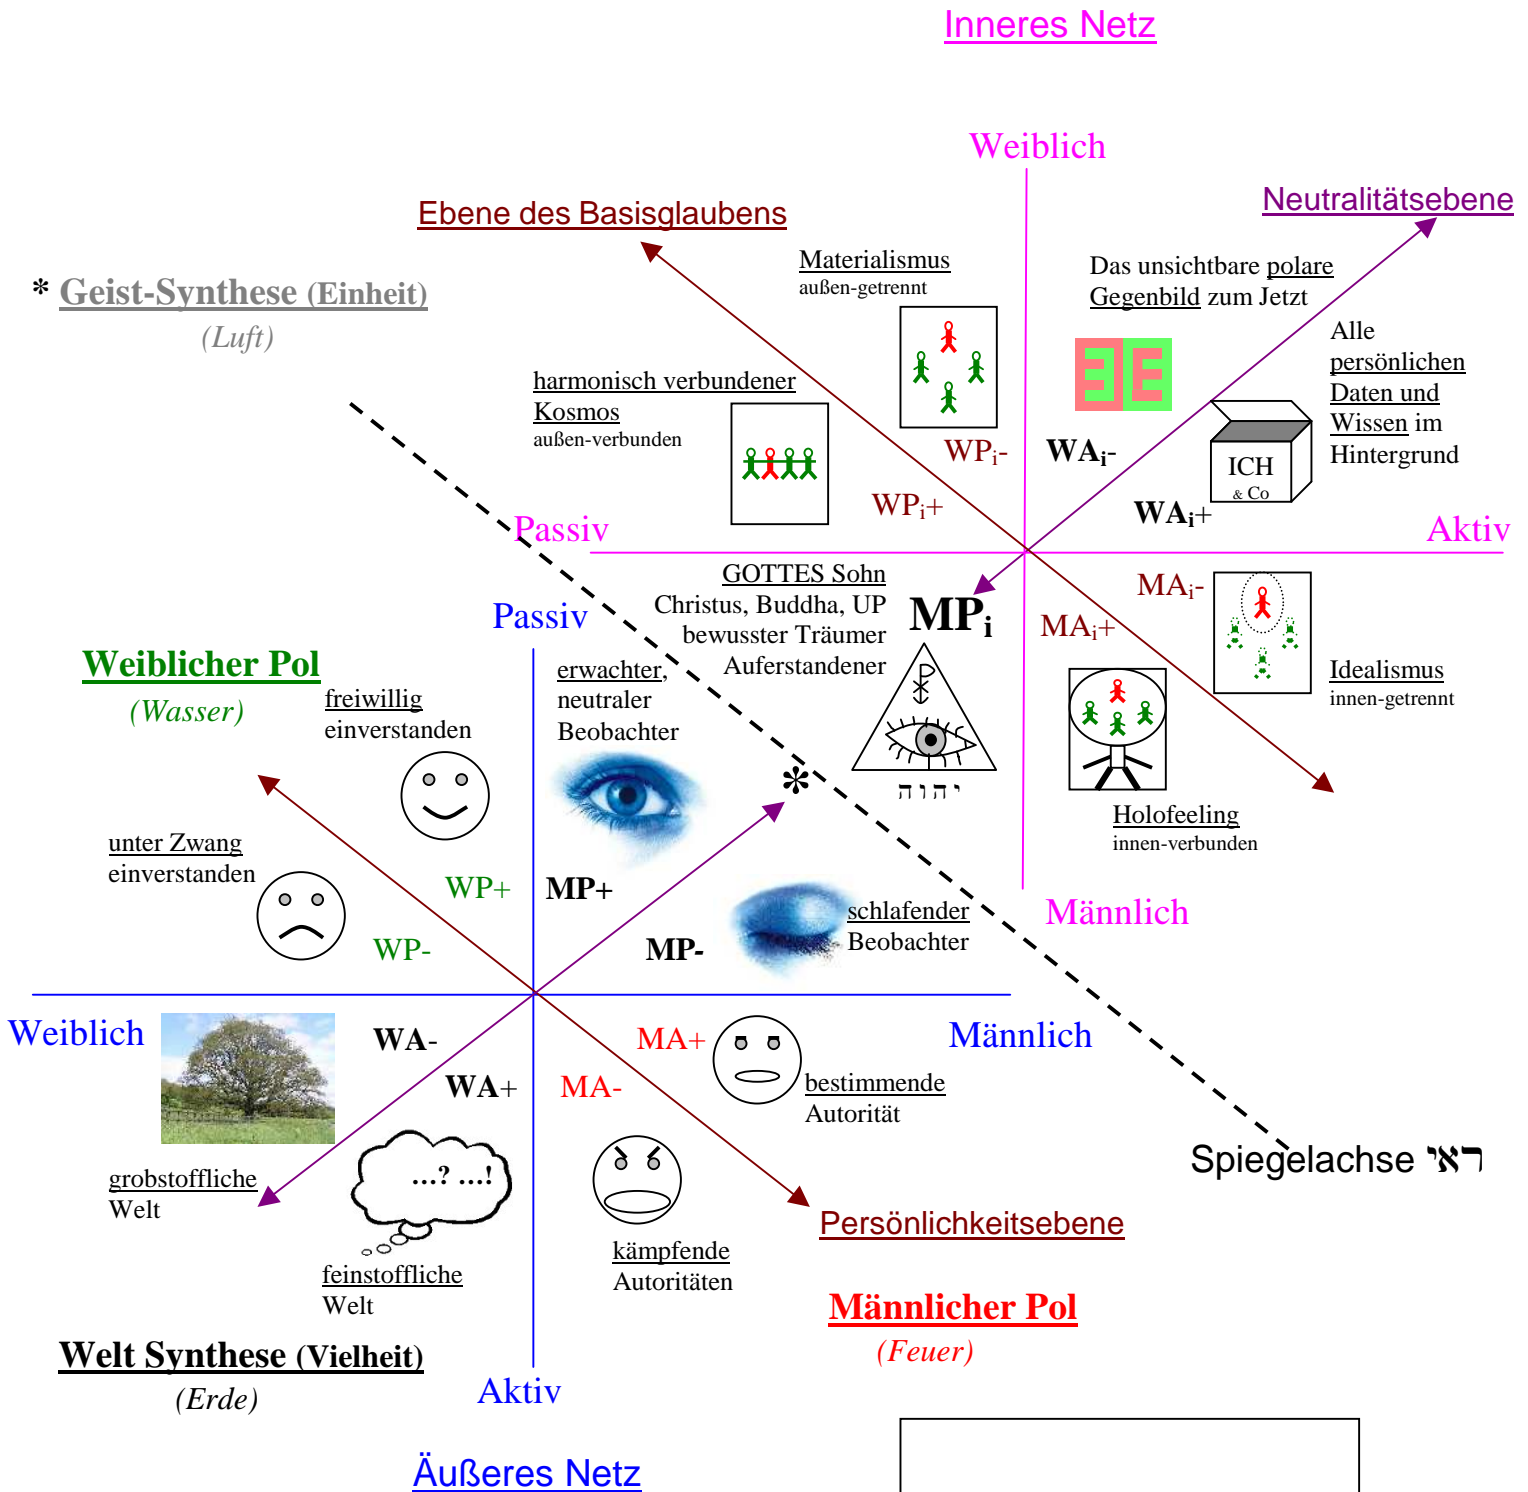 Inneres Netz
Weiblich
Ebene des Basisglaubens
Neutralitätsebene
* Geist-Synthese (Einheit)
(Luft)
Materialismus
außen-getrennt
Das unsichtbare polare
Gegenbild zum Jetzt
Alle
persönlichen
Daten und
Wissen im
Hintergrund
harmonisch verbundener
Kosmos
außen-verbunden
WPi-
WAi-
ICH
& Co
WPi+
WAi+
Passiv
Aktiv
GOTTES Sohn
Christus, Buddha, UP
bewusster Träumer
Auferstandener
MPi
MAi-
MAi+
Idealismus
innen-getrennt
יהוה
Holofeeling
innen-verbunden
Männlich
Passiv
Weiblicher Pol
(Wasser)
freiwillig
einverstanden
erwachter,
neutraler
Beobachter
*
unter Zwang
einverstanden
WP+
MP+
WP-
MP-
schlafender
Beobachter
Weiblich
Männlich
WA-
WA+
MA+
MA-
bestimmende
Autorität
Spiegelachse ראי
grobstoffliche
Welt
...? ...!
feinstoffliche
Welt
kämpfende
Autoritäten
Persönlichkeitsebene
Männlicher Pol
(Feuer)
Welt Synthese (Vielheit)
(Erde)
Aktiv
Äußeres Netz